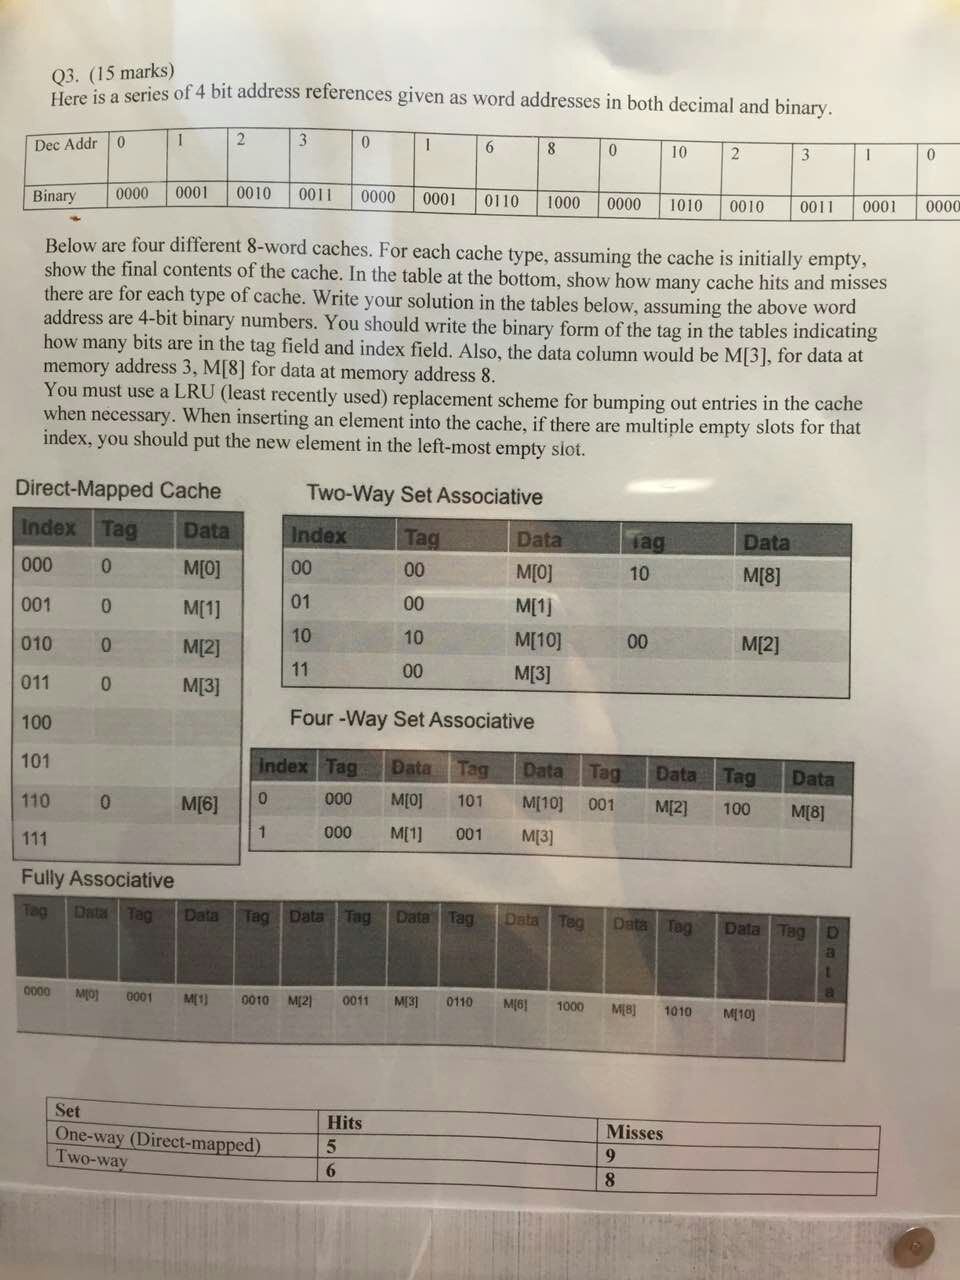 Q3. (15 marks)
Here is a series of 4 bit address references given as word addresses in both decimal and binary.
Dec Addr 0 1 2 3 0 1 6 8 0 10 2 3 1 0
Binary 0000 0001 0010 0011 0000 0001 0110 1000 0000 1010 0010 0011 0001 0000
Below are four different 8-word caches. For each cache type, assuming the cache is initially empty,
show the final contents of the cache. In the table at the bottom, show how many cache hits and misses
there are for each type of cache. Write your solution in the tables below, assuming the above word
address are 4-bit binary numbers. You should write the binary form of the tag in the tables indicating
how many bits are in the tag field and index field. Also, the data column would be M[3], for data at
memory address 3, M[8] for data at memory address 8.
You must use a LRU (least recently used) replacement scheme for bumping out entries in the cache
when necessary. When inserting an element into the cache, if there are multiple empty slots for that
index, you should put the new element in the left-most empty slot.
Direct-Mapped Cache
Index Tag Data
000 0 M[0]
001 0 M[1]
010 0 M[2]
011 0 M[3]
100
101
110 0 M[6]
111
Two-Way Set Associative
Index Tag Data Tag Data
00 00 M[0] 10 M[8]
01 00 M[1]
10 10 M[10] 00 M[2]
11 00 M[3]
Four -Way Set Associative
Index Tag Data Tag Data Tag Data Tag Data
0 000 M[0] 101 M[10] 001 M[2] 100 M[8]
1 000 M[1] 001 M[3]
Fully Associative
Tag Data Tag Data Tag Data Tag Data Tag Data Tag Data Tag Data Tag Data
0000 M[0] 0001 M[1] 0010 M[2] 0011 M[3] 0110 M[6] 1000 M[8] 1010 M[10]
Set Hits Misses
One-way (Direct-mapped) 5 9
Two-way 6 8